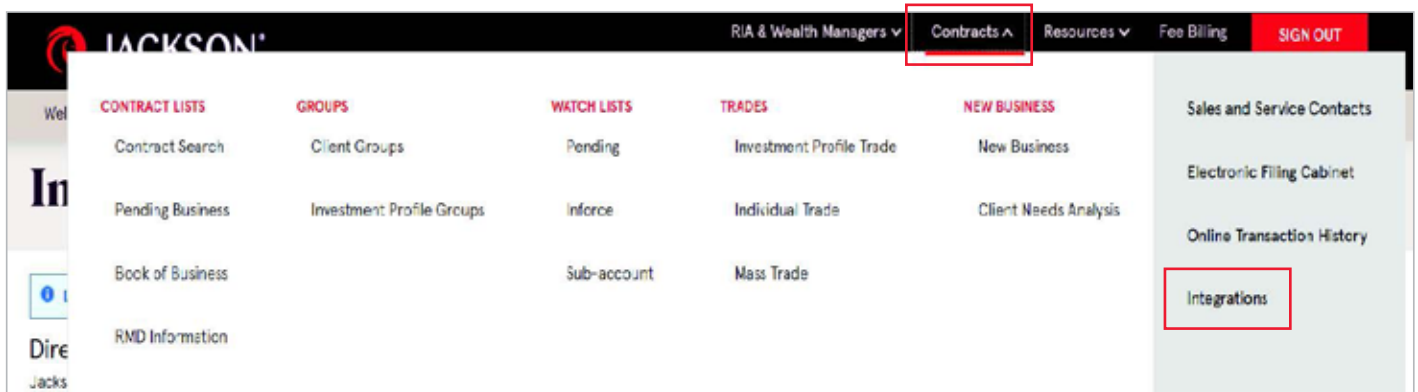 JACKSON®
RIA & Wealth Managers
Contracts
Resources
Fee Billing
SIGN OUT
Wel
In
Dire
Jacks
CONTRACT LISTS
Contract Search
Pending Business
Book of Business
RMD Information
GROUPS
Client Groups
Investment Profile Groups
WATCH LISTS
Pending
Inforce
Sub-account
TRADES
Investment Profile Trade
Individual Trade
Mass Trade
NEW BUSINESS
New Business
Client Needs Analysis
Sales and Service Contacts
Electronic Filing Cabinet
Online Transaction History
Integrations